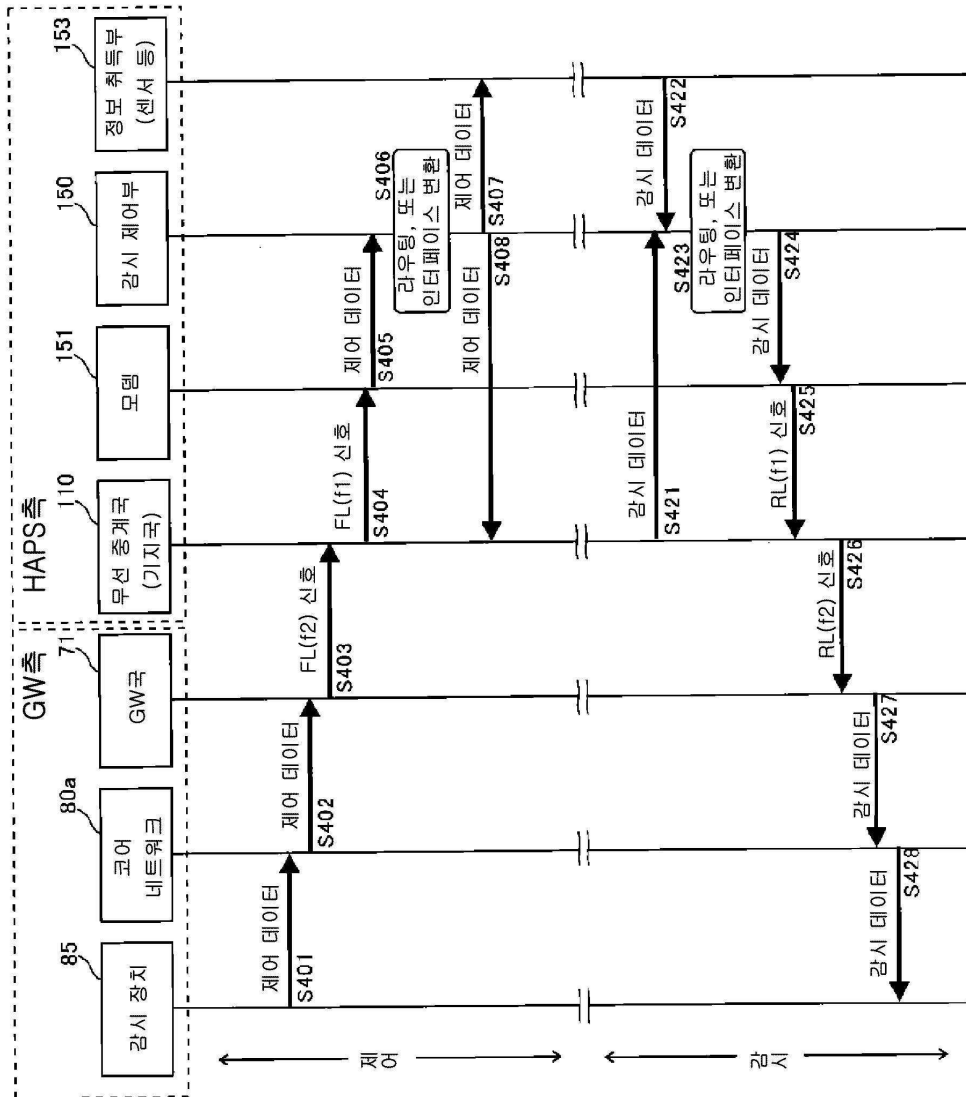 GW측
HAPS측
85
감시 장치
80a
코어
네트워크
71
GW국
110
무선 중계국
(기지국)
151
모뎀
150
감시 제어부
153
정보 취득부
(센서 등)
제어
제어 데이터
S401
제어 데이터
S402
FL(f2) 신호
S403
FL(f1) 신호
S404
제어 데이터
S405
S406
라우팅, 또는
인터페이스 변환
제어 데이터
S407
제어 데이터
S408
감시
감시 데이터
S421
감시 데이터
S422
S423
라우팅, 또는
인터페이스 변환
감시 데이터
S424
RL(f1) 신호
S425
RL(f2) 신호
S426
감시 데이터
S427
감시 데이터
S428